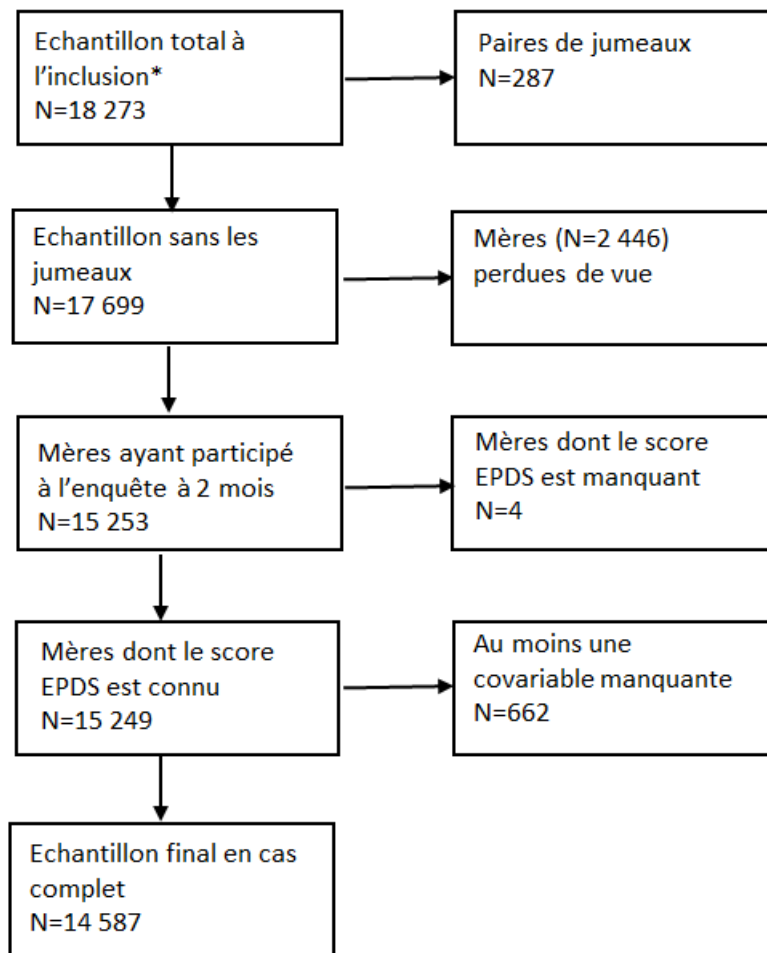 Echantillon total à
l'inclusion*
N=18 273
Paires de jumeaux
N=287
Echantillon sans les
jumeaux
N=17 699
Mères (N=2 446)
perdues de vue
Mères ayant participé
à l'enquête à 2 mois
N=15 253
Mères dont le score
EPDS est manquant
N=4
Mères dont le score
EPDS est connu
N=15 249
Au moins une
covariable manquante
N=662
Echantillon final en cas
complet
N=14 587